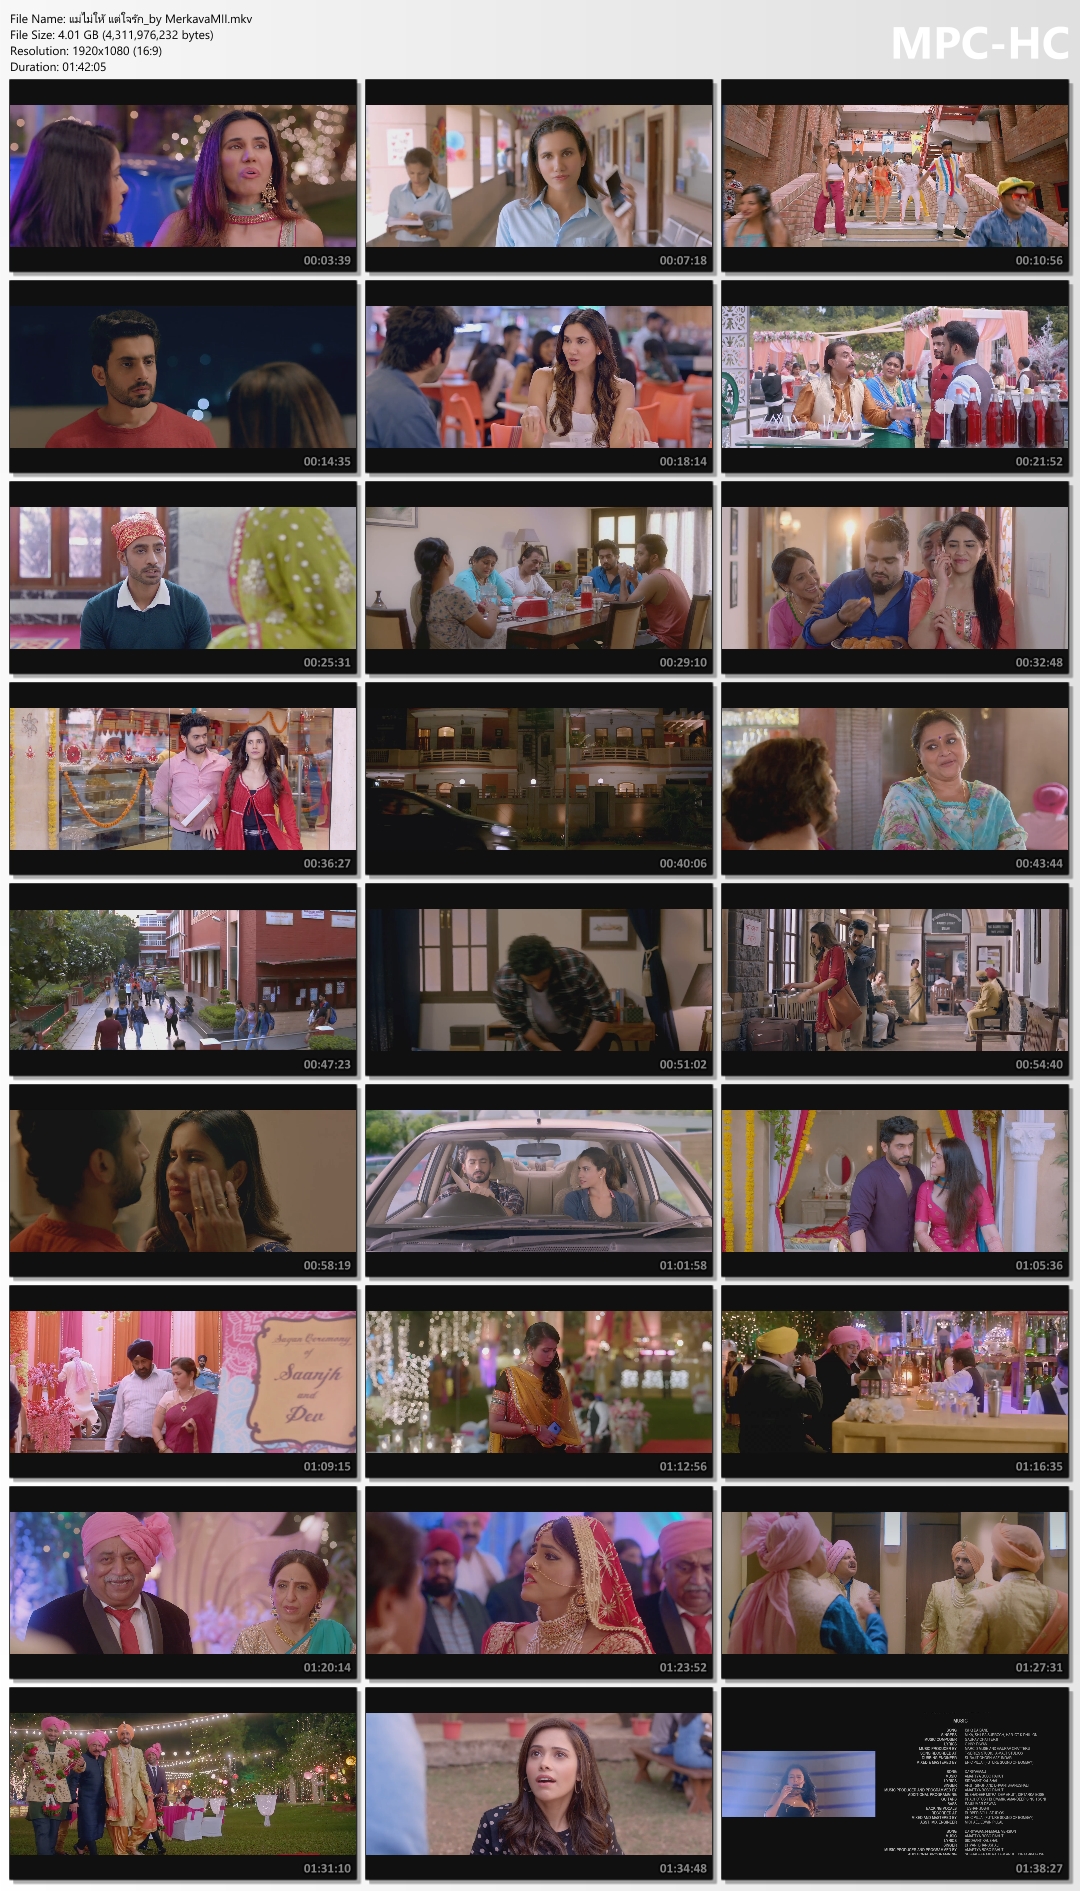 File Name: แม่ไม่ให้ แต่ใจรัก_by MerkavaMII.mkv
MPC-HC
File Size: 4.01 GB (4,311,976,232 bytes)
Resolution: 1920x1080 (16:9)
Duration: 01:42:05
00:03:39
00:07:18
00:10:56
00:14:35
00:18:14
00:21:52
00:25:31
00:29:10
00:32:48
00:36:27
00:40:06
00:43:44
00:47:23
00:51:02
00:54:40
00:58:19
01:01:58
01:05:36
Sagan Ceremony
of
Saanjh
and
Dev
01:09:15
01:12:56
01:16:35
01:20:14
01:23:52
01:27:31
01:31:10
01:34:48
MUSIC
01:38:27